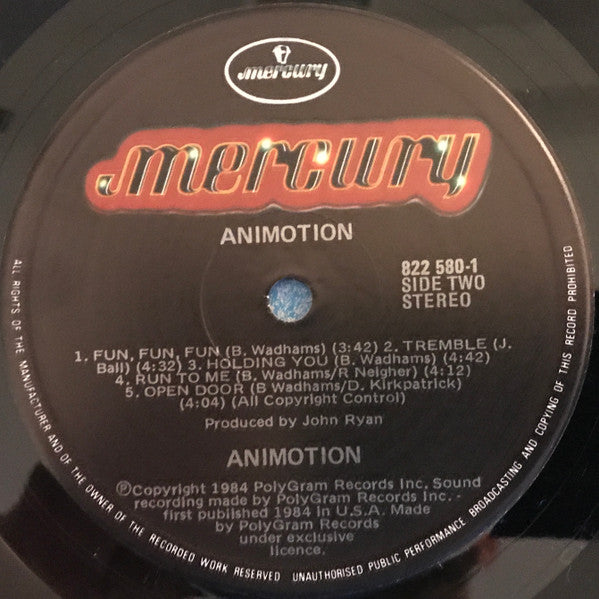 mercury
mercury
ANIMOTION
822 580-1
SIDE TWO
STEREO
1. FUN, FUN, FUN (B. Wadhams) (3:42) 2. TREMBLE (J.
Ball) (4:32) 3. HOLDING YOU (B. Wadhams) (4:42)
4. RUN TO ME (B. Wadhams/R Neigher) (4:12)
5. OPEN DOOR (B Wadhams/D. Kirkpatrick)
(4:04) (All Copyright Control)
Produced by John Ryan
ANIMOTION
ⓅCopyright 1984 PolyGram Records Inc. Sound
recording made by PolyGram Records Inc. -
first published 1984 in U.S.A. Made
by PolyGram Records
under exclusive
licence.
ALL RIGHTS OF THE MANUFACTURER AND OF THE OWNER OF THE RECORDED WORK RESERVED UNAUTHORISED PUBLIC PERFORMANCE BROADCASTING AND COPYING OF THIS RECORD PROHIBITED